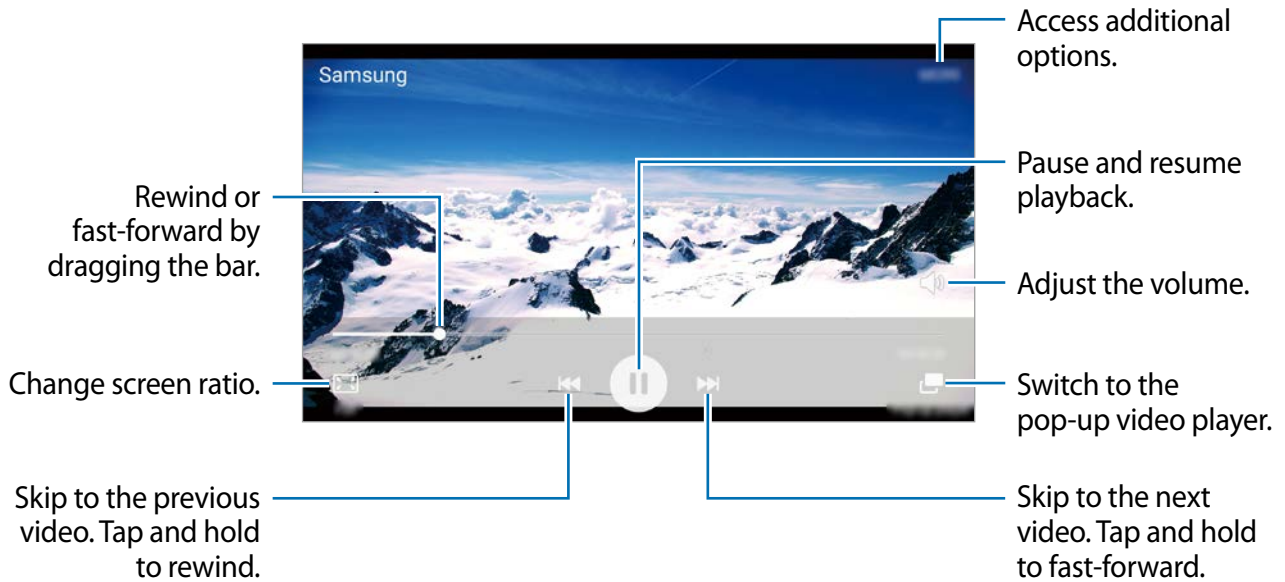 Access additional
options.
Samsung
Pause and resume
playback.
Rewind or
fast-forward by
dragging the bar.
Adjust the volume.
Change screen ratio.
Switch to the
pop-up video player.
Skip to the previous
video. Tap and hold
to rewind.
Skip to the next
video. Tap and hold
to fast-forward.